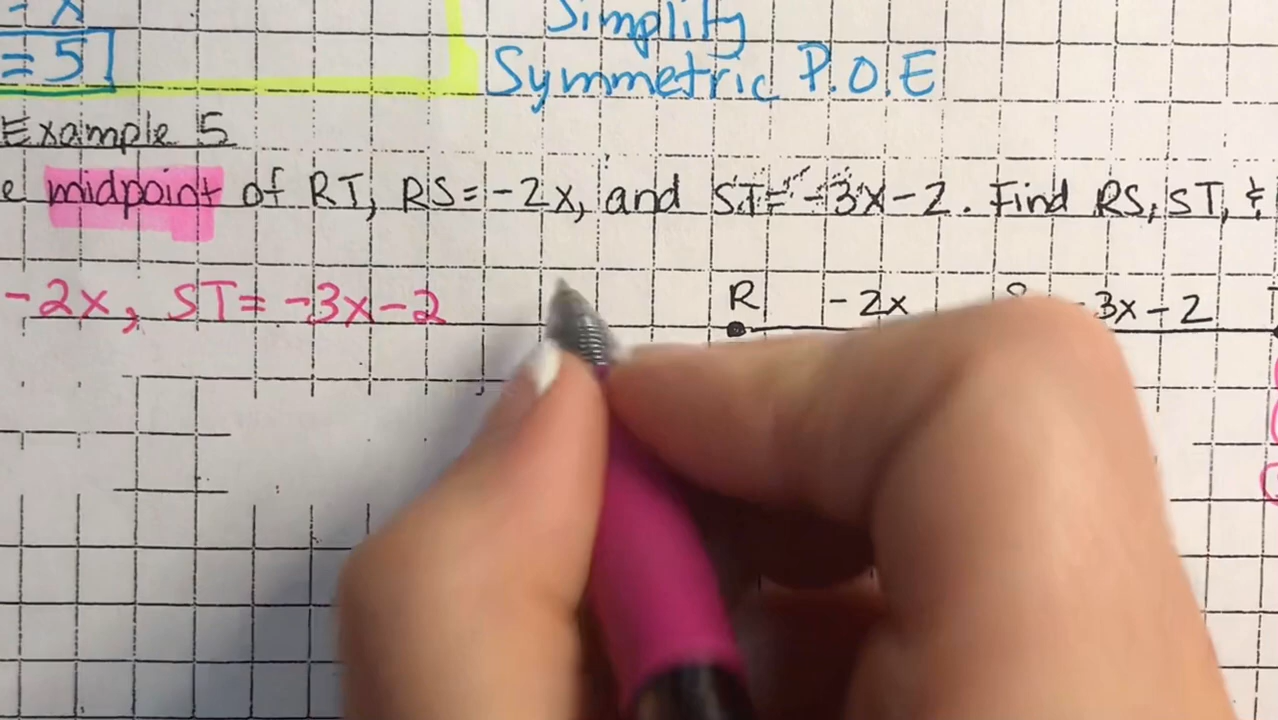 Simplify
= 5
Symmetric P.O.E
Example 5
e midpoint of RT, RS=-2x, and ST=-3x-2. Find RS, ST, &
-2x, ST=-3x-2
R -2x S -3x-2 T